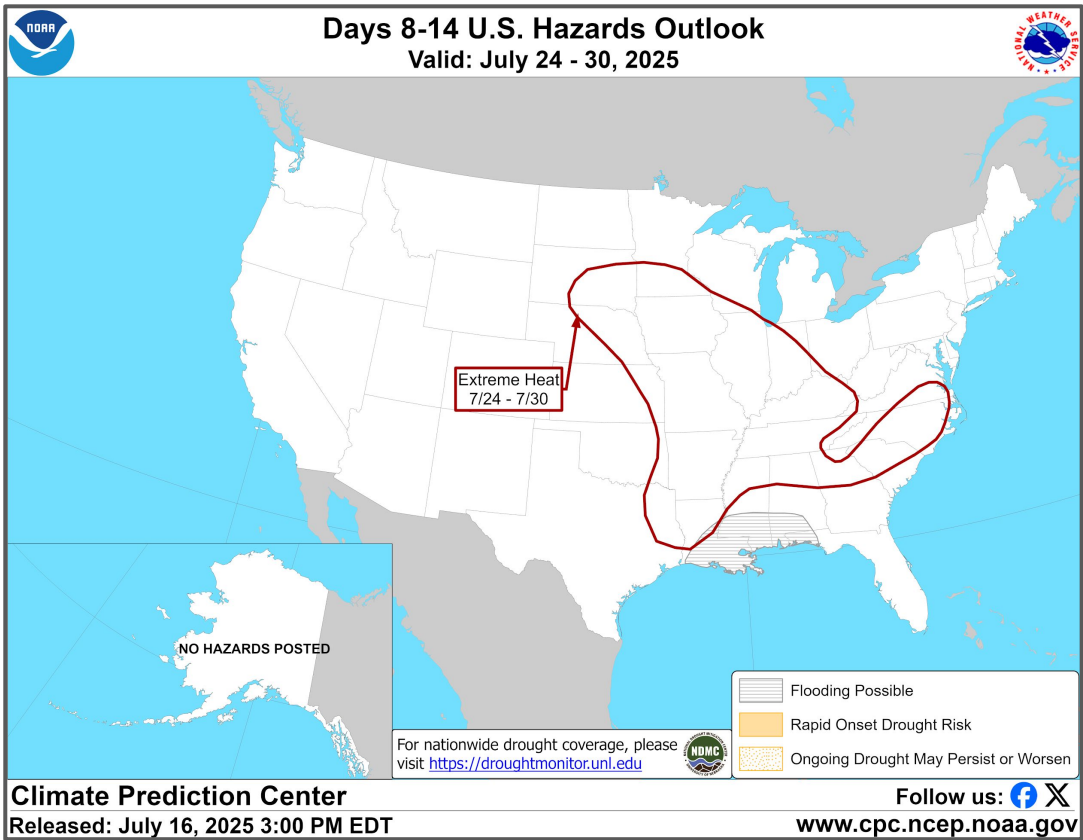 NOAA
Days 8-14 U.S. Hazards Outlook
Valid: July 24 - 30, 2025
NATIONAL WEATHER SERVICE
Extreme Heat
7/24 - 7/30
NO HAZARDS POSTED
For nationwide drought coverage, please
visit https://droughtmonitor.unl.edu
NDMC
Flooding Possible
Rapid Onset Drought Risk
Ongoing Drought May Persist or Worsen
Climate Prediction Center
Follow us:
Released: July 16, 2025 3:00 PM EDT
www.cpc.ncep.noaa.gov